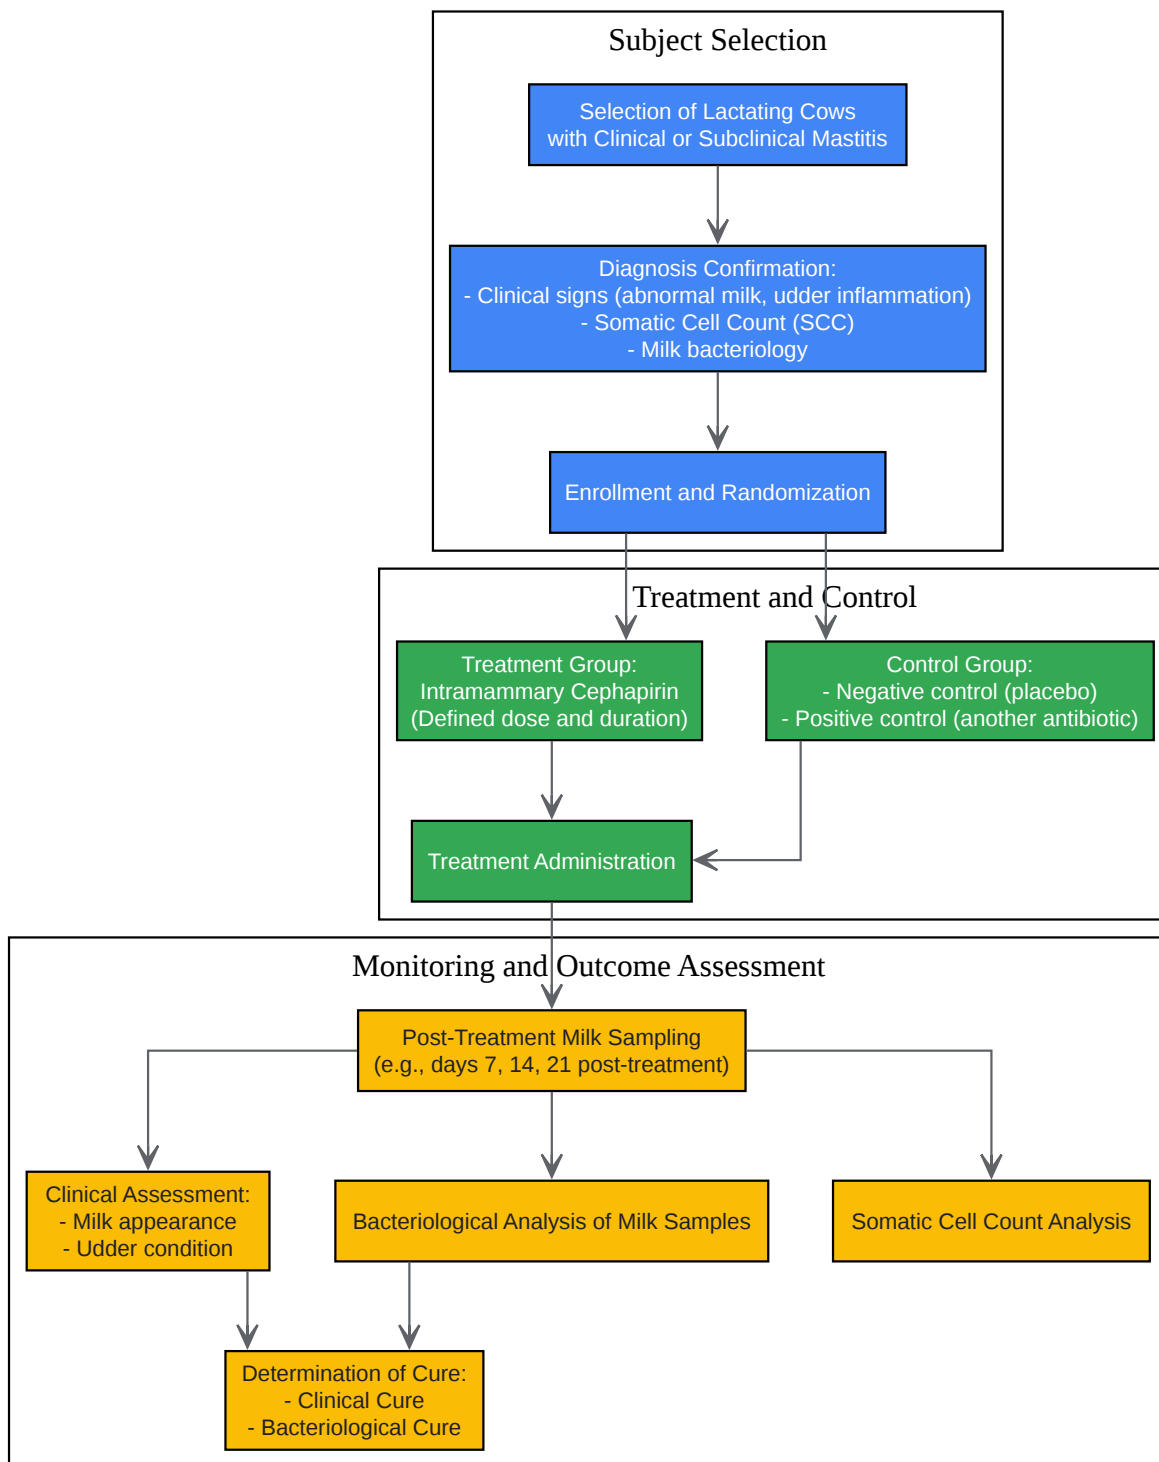 Subject Selection
Selection of Lactating Cows
with Clinical or Subclinical Mastitis
Diagnosis Confirmation:
- Clinical signs (abnormal milk, udder inflammation)
- Somatic Cell Count (SCC)
- Milk bacteriology
Enrollment and Randomization
Treatment and Control
Treatment Group:
Intramammary Cephapirin
(Defined dose and duration)
Control Group:
- Negative control (placebo)
- Positive control (another antibiotic)
Treatment Administration
Monitoring and Outcome Assessment
Post-Treatment Milk Sampling
(e.g., days 7, 14, 21 post-treatment)
Clinical Assessment:
- Milk appearance
- Udder condition
Bacteriological Analysis of Milk Samples
Somatic Cell Count Analysis
Determination of Cure:
- Clinical Cure
- Bacteriological Cure